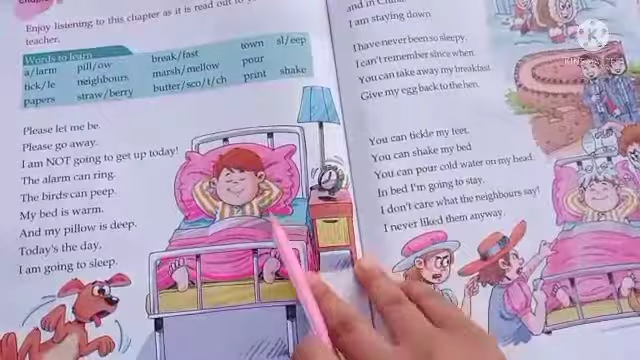 Enjoy listening to this chapter as it is read out to
teacher.
Words to learn
a/larm pill/ow break/fast town sl/eep
tick/le neighbours marsh/mellow pour
papers straw/berry butter/sco/t/ch print shake
Please let me be.
Please go away.
I am NOT going to get up today!
The alarm can ring.
The birds can peep.
My bed is warm.
And my pillow is deep.
Today's the day,
I am going to sleep.
and in
I am staying down
I have never been so sleepy.
I can't remember since when.
You can take away my breakfast
Give my egg back to the hen.
You can tickle my feet.
You can shake my bed
You can pour cold water on my head.
In bed I'm going to stay.
I don't care what the neighbours say!
I never liked them anyway.